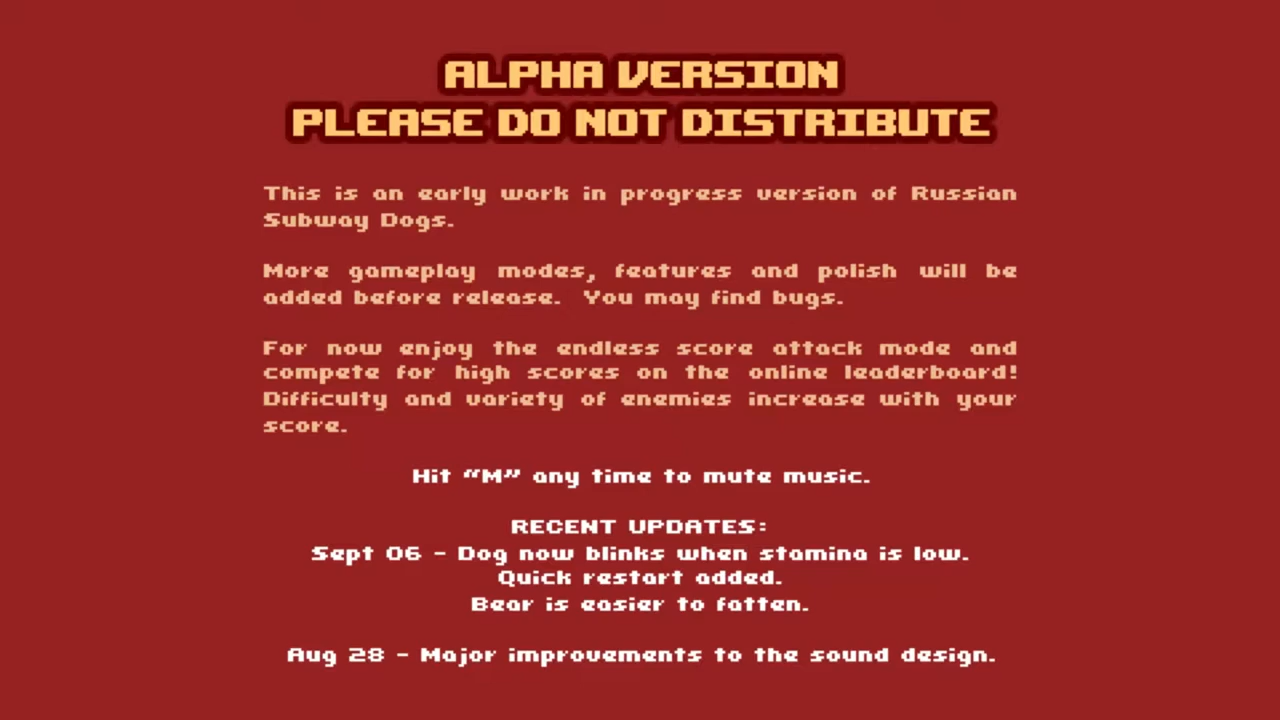 ALPHA VERSION
PLEASE DO NOT DISTRIBUTE
This is an early work in progress version of Russian
Subway Dogs.
More gameplay modes, features and polish will be
added before release.  You may find bugs.
For now enjoy the endless score attack mode and
compete for high scores on the online leaderboard!
Difficulty and variety of enemies increase with your
score.
Hit “M” any time to mute music.
RECENT UPDATES:
Sept 06 - Dog now blinks when stamina is low.
Quick restart added.
Bear is easier to fatten.
Aug 28 - Major improvements to the sound design.